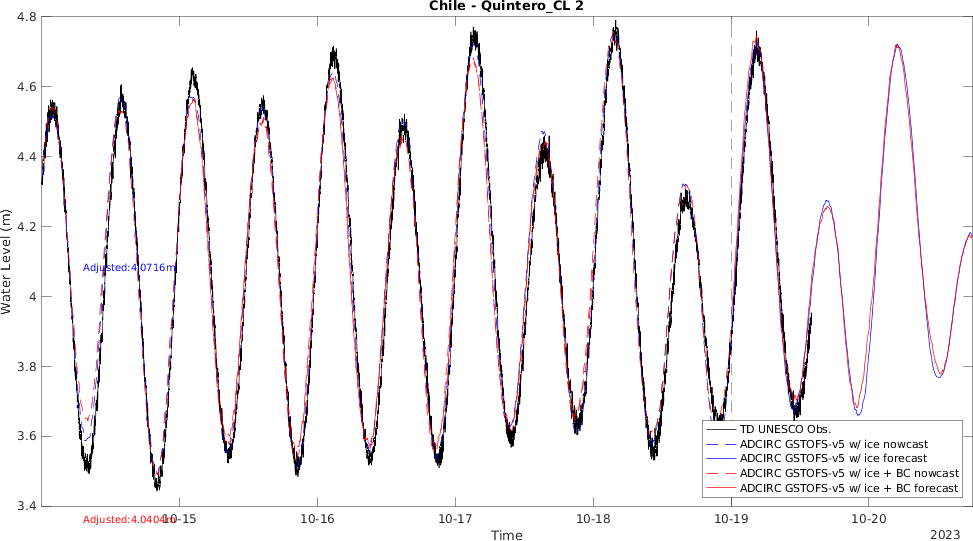 Chile - Quintero_CL 2
4.8
4.6
4.4
4.2
4
3.8
3.6
3.4
Water Level (m)
Adjusted:4.0716m
Adjusted:4.0404m
TD UNESCO Obs.
ADCIRC GSTOFS-v5 w/ ice nowcast
ADCIRC GSTOFS-v5 w/ ice forecast
ADCIRC GSTOFS-v5 w/ ice + BC nowcast
ADCIRC GSTOFS-v5 w/ ice + BC forecast
10-15
10-16
10-17
10-18
10-19
10-20
Time
2023